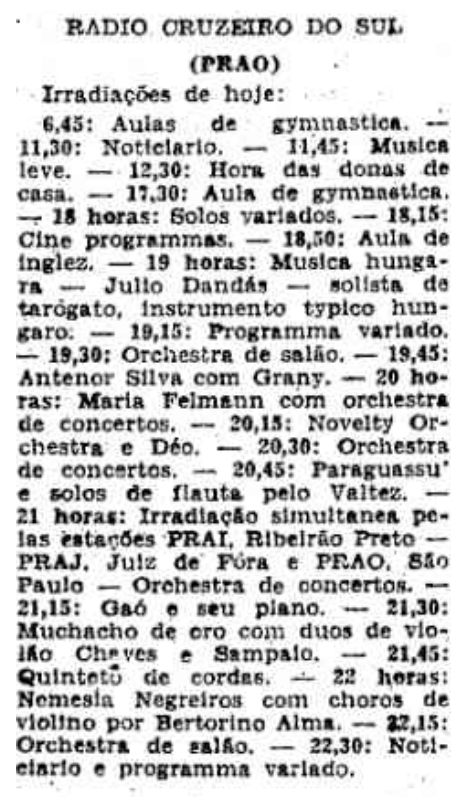 RADIO CRUZEIRO DO SUL
(PRAO)
Irradiações de hoje:
6,45: Aulas de gymnastica. —
11,30: Noticiario. — 11,45: Musica
leve. — 12,30: Hora das donas de
casa. — 17,30: Aula de gymnastica.
— 18 horas: Solos variados. — 18,15:
Cine programmas. — 18,50: Aula de
inglez. — 19 horas: Musica hunga-
ra — Julio Dandás — solista de
tarógato, instrumento typico hun-
garo. — 19,15: Programma variado.
— 19,30: Orchestra de salão. — 19,45:
Antenor Silva com Grany. — 20 ho-
ras: Maria Felmann com orchestra
de concertos. — 20,15: Novelty Or-
chestra e Déo. — 20,30: Orchestra
de concertos. — 20,45: Paraguassu'
e solos de flauta pelo Valtez. —
21 horas: Irradiação simultanea pe-
las estações PRAI, Ribeirão Preto —
PRAJ, Juiz de Fóra e PRAO, São
Paulo — Orchestra de concertos. —
21,15: Gaó e seu piano. — 21,30:
Muchacho de oro com duos de vio-
lão Chaves e Sampaio. — 21,45:
Quinteto de cordas. — 22 horas:
Nemesia Negreiros com choros de
violino por Bertorino Alma. — 22,15:
Orchestra de salão. — 22,30: Noti-
ciario e programma variado.